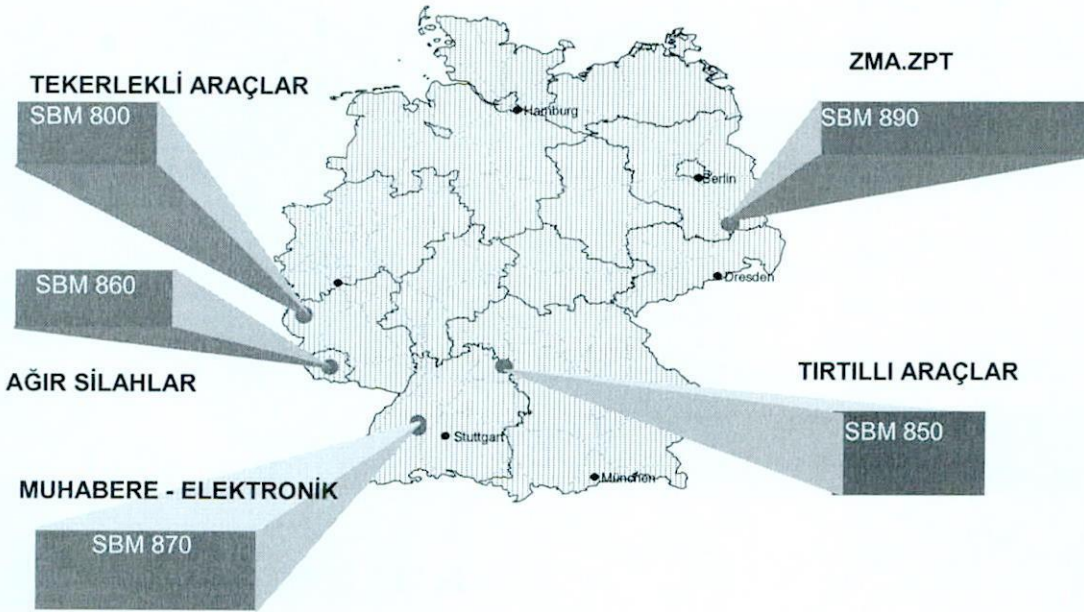 TEKERLEKLİ ARAÇLAR
SBM 800
ZMA.ZPT
SBM 890
Hamburg
Berlin
SBM 860
Dresden
AĞIR SİLAHLAR
TIRTILLI ARAÇLAR
SBM 850
Stuttgart
München
MUHABERE - ELEKTRONİK
SBM 870